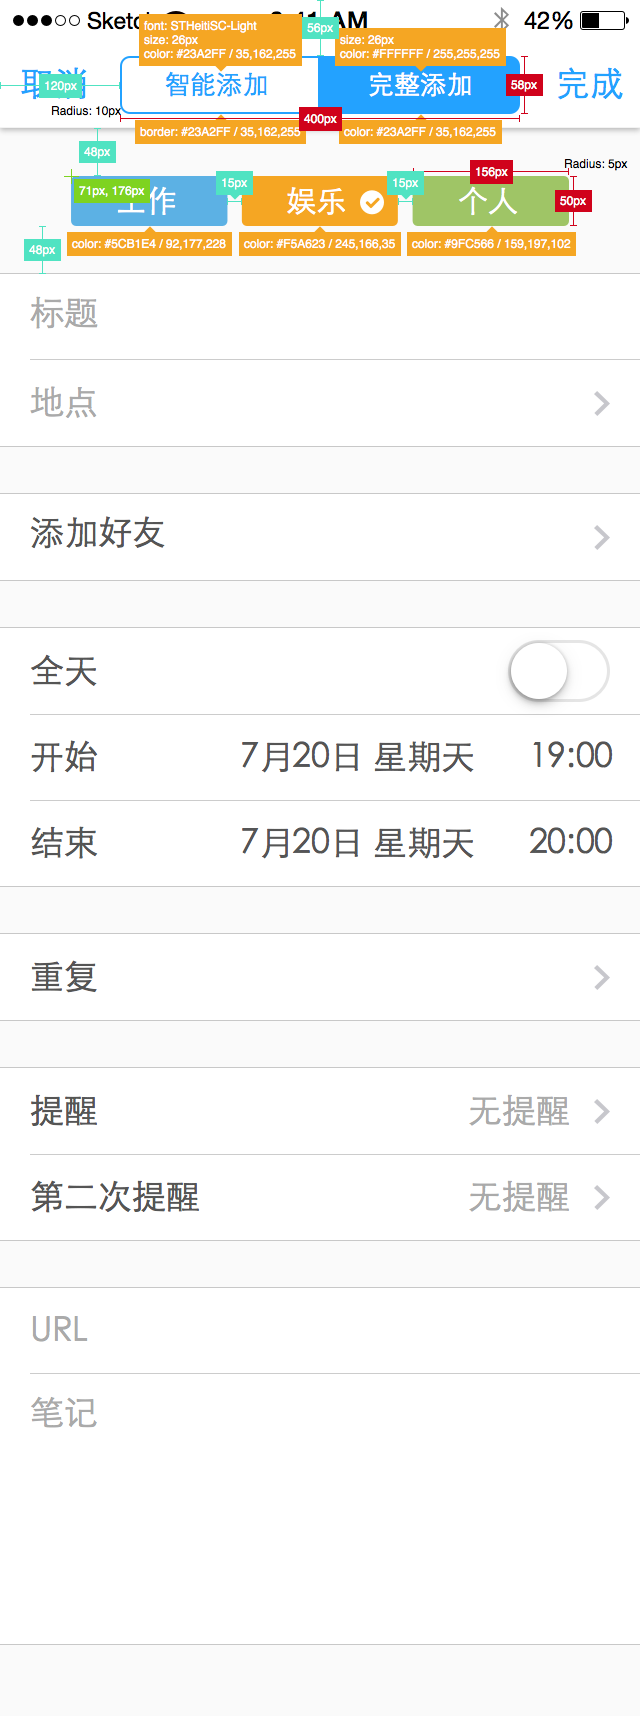 Sketch
AM
42%
font: STHeitiSC-Light
size: 26px
color: #23A2FF / 35,162,255
56px
size: 26px
color: #FFFFFF / 255,255,255
取消
120px
智能添加
完整添加
58px
完成
Radius: 10px
400px
border: #23A2FF / 35,162,255
color: #23A2FF / 35,162,255
48px
Radius: 5px
156px
71px, 176px
工作
15px
娱乐
15px
个人
50px
48px
color: #5CB1E4 / 92,177,228
color: #F5A623 / 245,166,35
color: #9FC566 / 159,197,102
标题
地点
添加好友
全天
开始 7月20日 星期天 19:00
结束 7月20日 星期天 20:00
重复
提醒 无提醒
第二次提醒 无提醒
URL
笔记